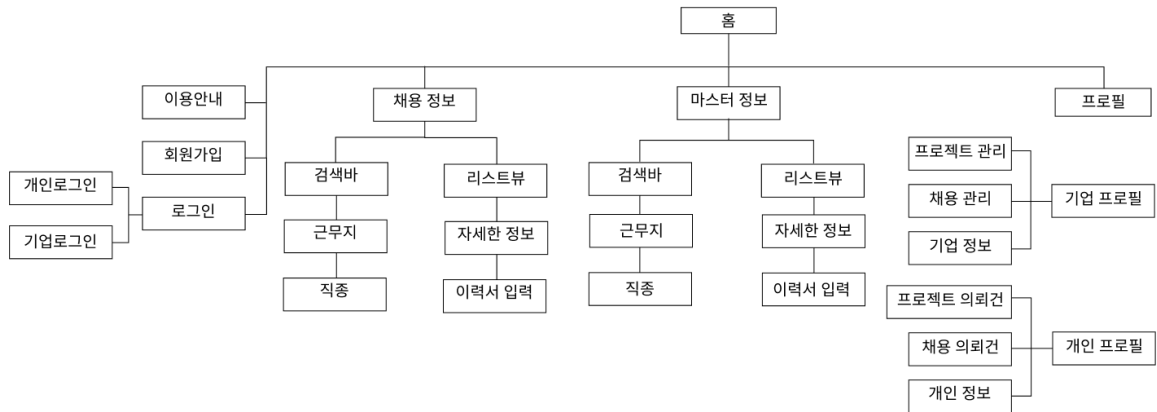 홈
이용안내
채용 정보
마스터 정보
프로필
회원가입
개인로그인
로그인
기업로그인
검색바
리스트뷰
근무지
자세한 정보
직종
이력서 입력
검색바
리스트뷰
근무지
자세한 정보
직종
이력서 입력
프로젝트 관리
채용 관리
기업 프로필
기업 정보
프로젝트 의뢰건
채용 의뢰건
개인 프로필
개인 정보